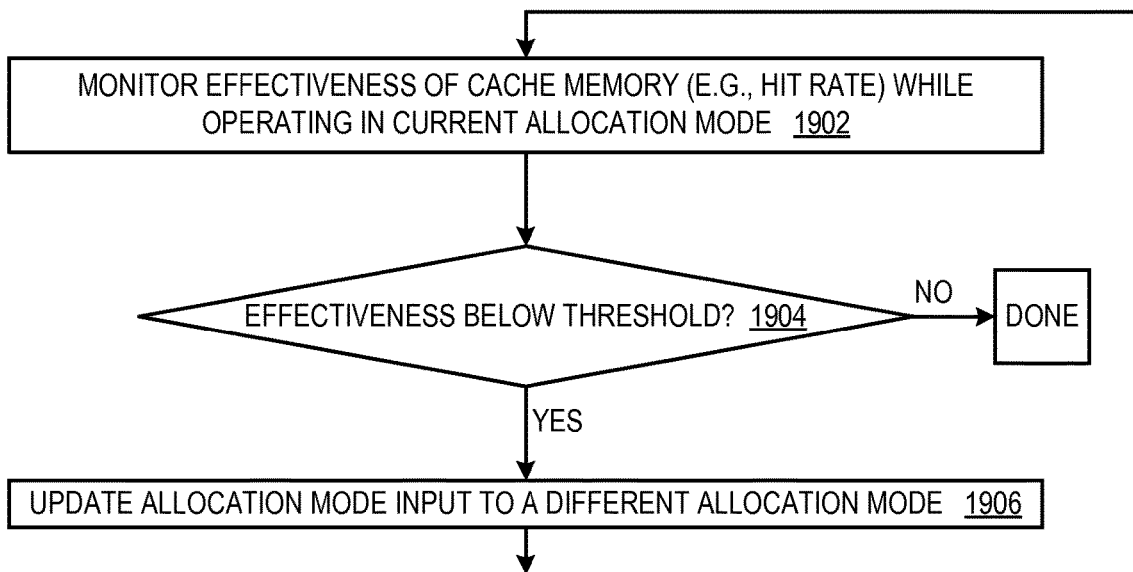 MONITOR EFFECTIVENESS OF CACHE MEMORY (E.G., HIT RATE) WHILE
OPERATING IN CURRENT ALLOCATION MODE 1902
EFFECTIVENESS BELOW THRESHOLD? 1904
NO
DONE
YES
UPDATE ALLOCATION MODE INPUT TO A DIFFERENT ALLOCATION MODE 1906